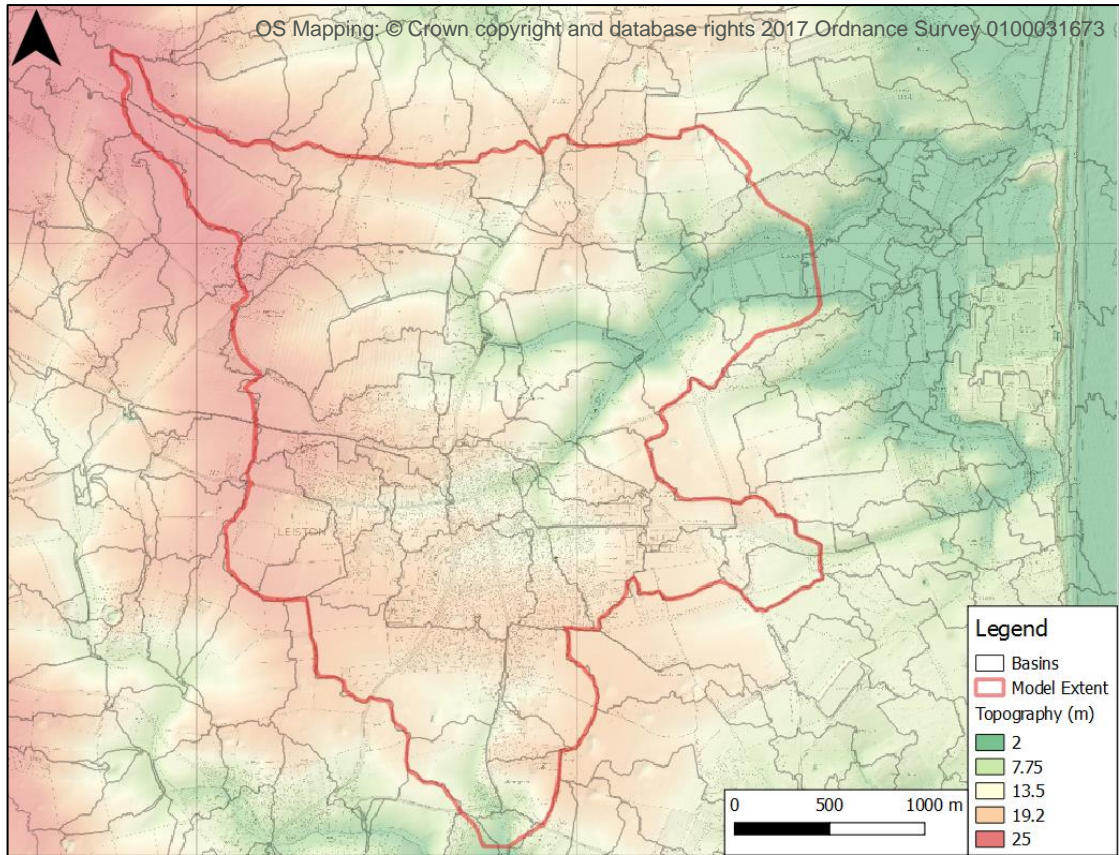 OS Mapping: © Crown copyright and database rights 2017 Ordnance Survey 0100031673
LEISTON
Legend
Basins
Model Extent
Topography (m)
2
7.75
13.5
19.2
25
0 500 1000 m